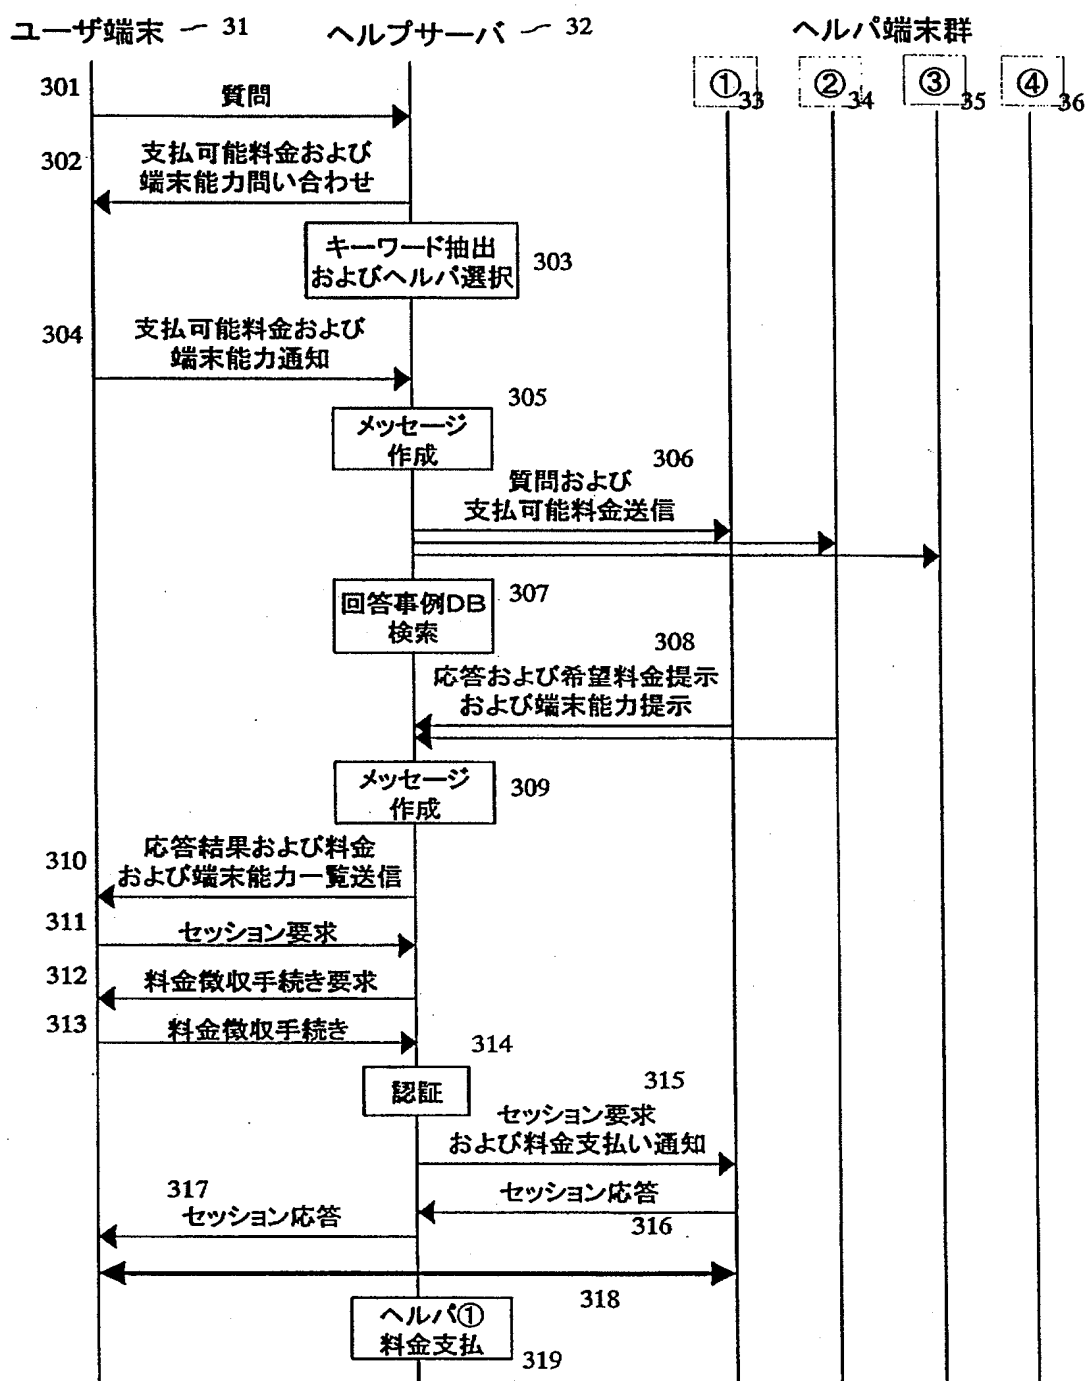 ユーザ端末 ～ 31
ヘルプサーバ ～ 32
ヘルパ端末群
① 33
② 34
③ 35
④ 36
301
質問
302
支払可能料金および
端末能力問い合わせ
キーワード抽出
およびヘルパ選択
303
304
支払可能料金および
端末能力通知
305
メッセージ
作成
306
質問および
支払可能料金送信
回答事例DB
検索
307
308
応答および希望料金提示
および端末能力提示
メッセージ
作成
309
310
応答結果および料金
および端末能力一覧送信
311
セッション要求
312
料金徴収手続き要求
313
料金徴収手続き
314
認証
315
セッション要求
および料金支払い通知
317
セッション応答
セッション応答
316
318
ヘルパ①
料金支払
319